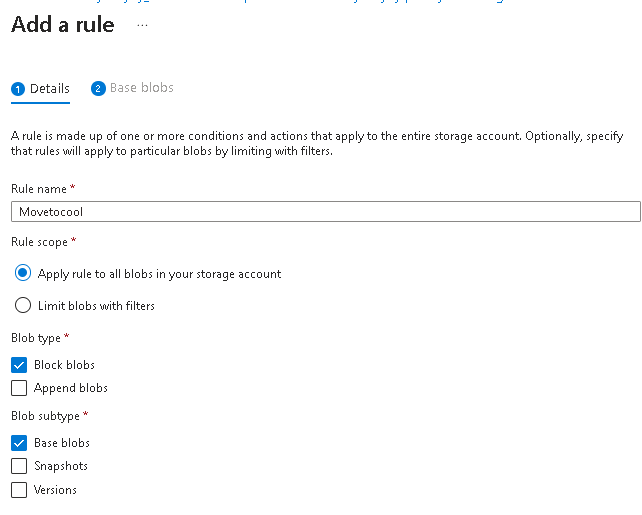 Add a rule ...
1 Details 2 Base blobs
A rule is made up of one or more conditions and actions that apply to the entire storage account. Optionally, specify
that rules will apply to particular blobs by limiting with filters.
Rule name *
Movetocool
Rule scope *
Apply rule to all blobs in your storage account
Limit blobs with filters
Blob type *
Block blobs
Append blobs
Blob subtype *
Base blobs
Snapshots
Versions